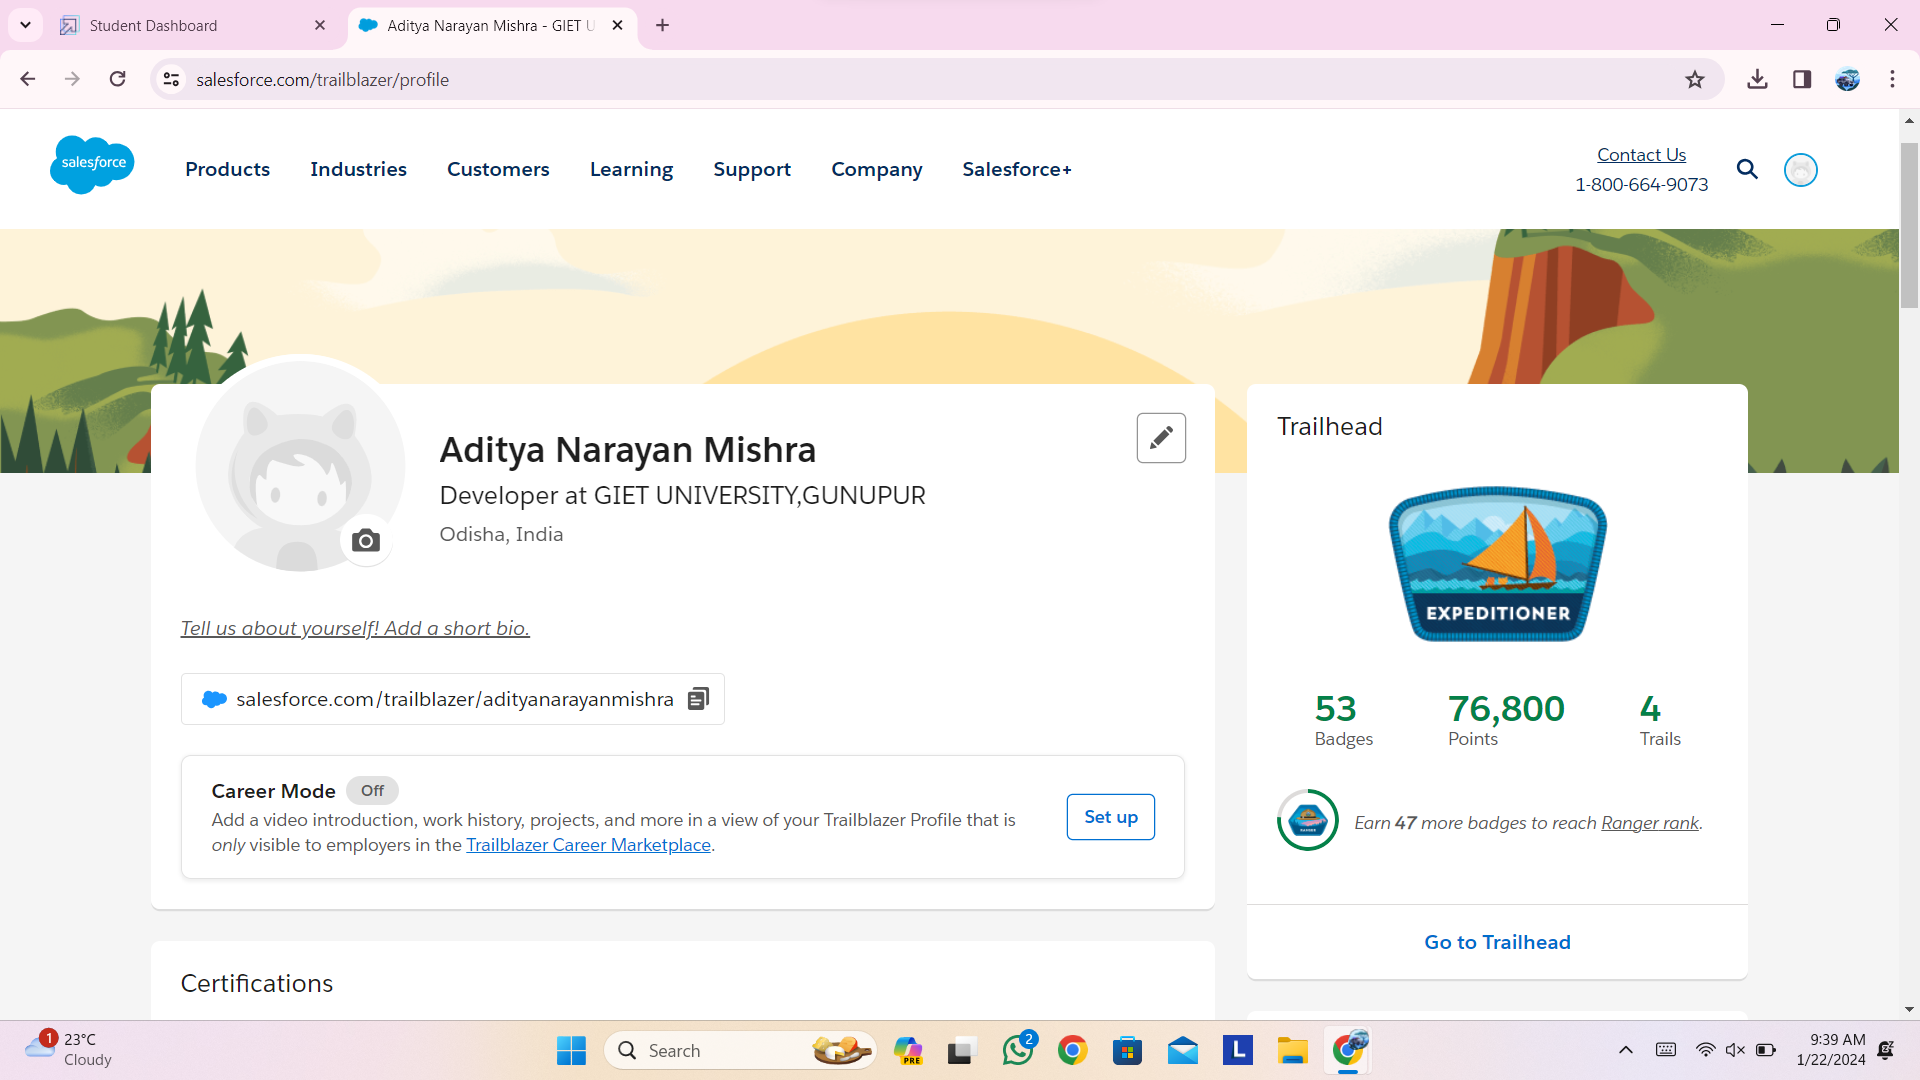 Student Dashboard
Aditya Narayan Mishra - GIET U
salesforce.com/trailblazer/profile
salesforce
Products
Industries
Customers
Learning
Support
Company
Salesforce+
Contact Us
1-800-664-9073
Aditya Narayan Mishra
Developer at GIET UNIVERSITY,GUNUPUR
Odisha, India
Tell us about yourself! Add a short bio.
salesforce.com/trailblazer/adityanarayanmishra
Career Mode Off
Add a video introduction, work history, projects, and more in a view of your Trailblazer Profile that is
only visible to employers in the Trailblazer Career Marketplace.
Set up
Certifications
Trailhead
EXPEDITIONER
53 76,800 4
Badges Points Trails
Earn 47 more badges to reach Ranger rank.
Go to Trailhead
1
23°C
Cloudy
Search
PRE
2
L
9:39 AM
1/22/2024